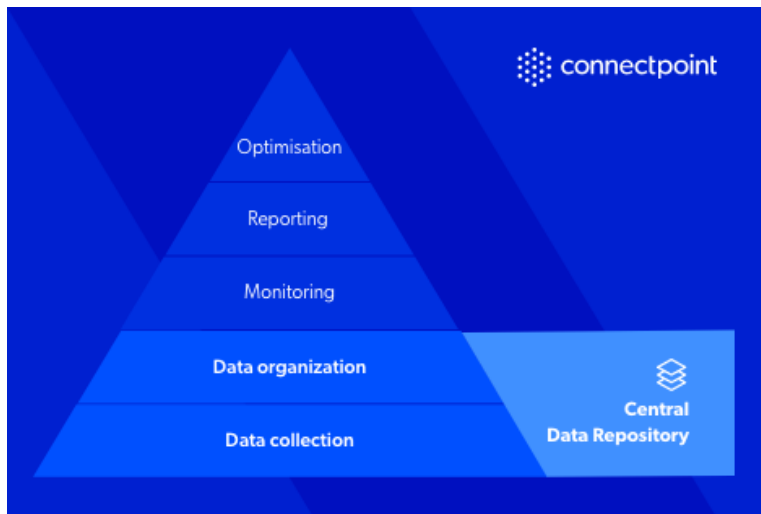 connectpoint
Optimisation
Reporting
Monitoring
Data organization
Data collection
Central
Data Repository